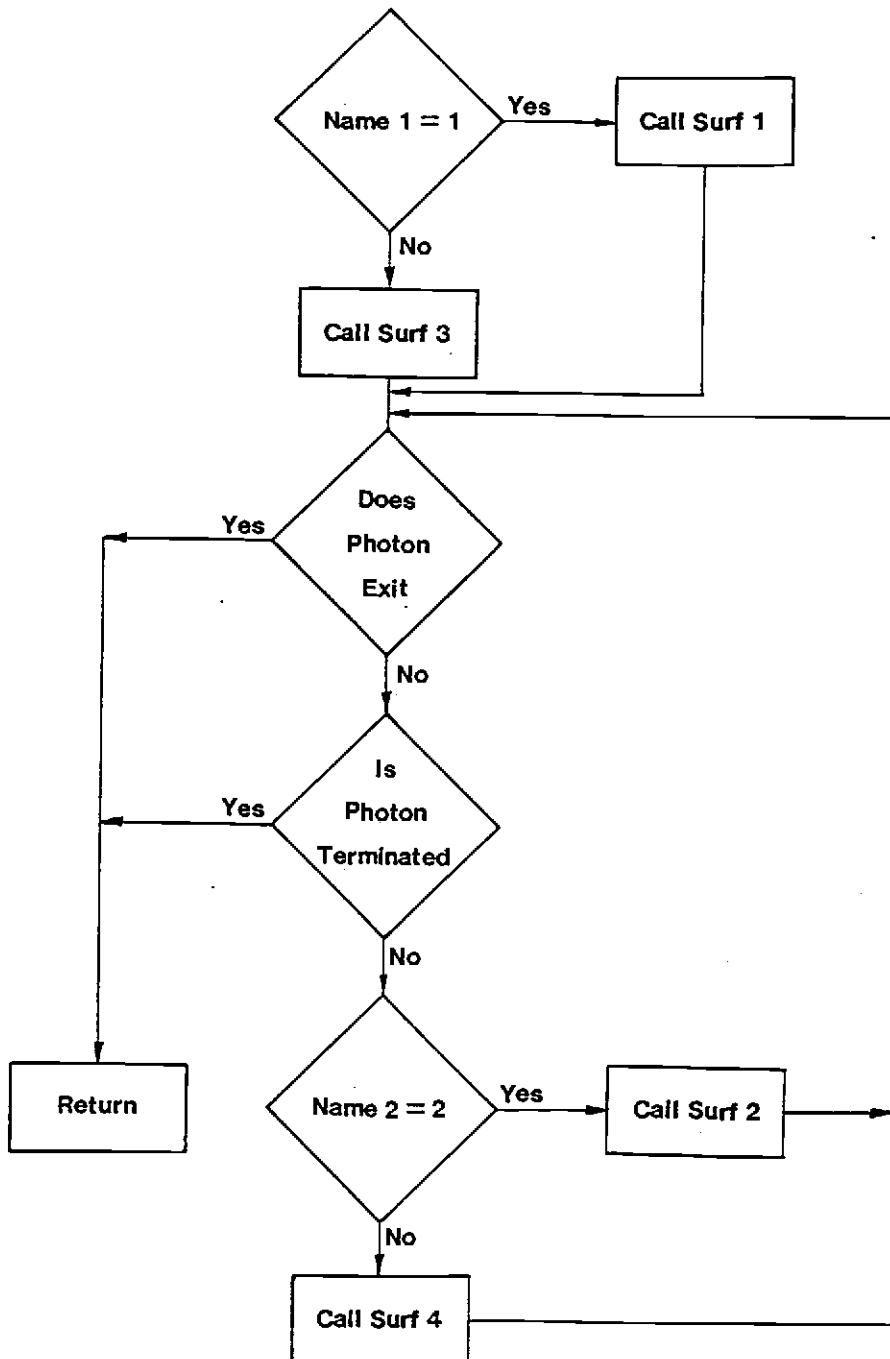 Name 1 = 1
Yes
Call Surf 1
No
Call Surf 3
Does
Photon
Exit
Yes
No
Is
Photon
Terminated
Yes
No
Return
Name 2 = 2
Yes
Call Surf 2
No
Call Surf 4